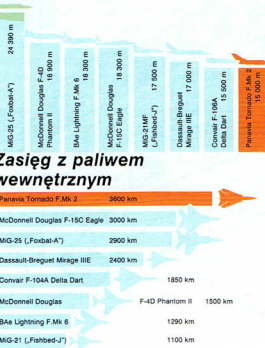 MiG-25 („Foxbat-A")
24 390 m
McDonnell Douglas F-4D
Phantom II
18 900 m
BAe Lightning F.Mk 6
18 300 m
McDonnell Douglas
F-15C Eagle
18 300 m
MiG-21MF
(„Fishbed-J")
17 500 m
Dassault-Breguet
Mirage IIIE
17 000 m
Convair F-106A
Delta Dart
15 500 m
Panavia Tornado F.Mk 2
15 000 m
Zasięg z paliwem
wewnętrznym
Panavia Tornado F.Mk 2 3600 km
McDonnell Douglas F-15C Eagle 3000 km
MiG-25 („Foxbat-A") 2900 km
Dassault-Breguet Mirage IIIE 2400 km
Convair F-104A Delta Dart 1850 km
McDonnell Douglas F-4D Phantom II 1500 km
BAe Lightning F.Mk 6 1290 km
MiG-21 („Fishbed-J") 1100 km